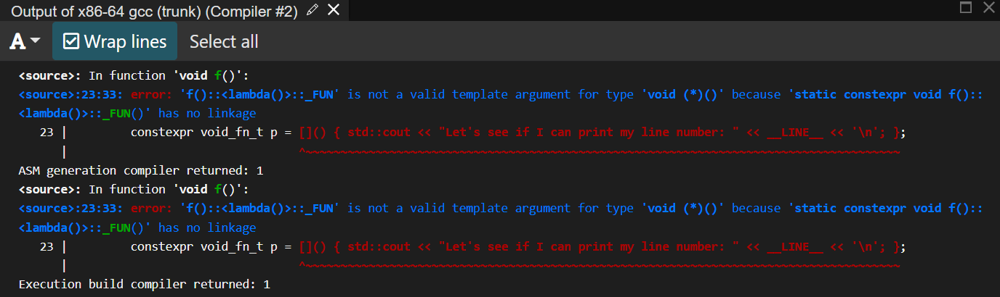 Output of x86-64 gcc (trunk) (Compiler #2)
A Wrap lines Select all
<source>: In function 'void f()':
<source>:23:33: error: 'f()::<lambda()>::_FUN' is not a valid template argument for type 'void (*)()' because 'static constexpr void f()::
<lambda()>::_FUN()' has no linkage
   23 |         constexpr void_fn_t p = []() { std::cout << "Let's see if I can print my line number: " << __LINE__ << '\n'; };
      |                                 ^~~~~~~~~~~~~~~~~~~~~~~~~~~~~~~~~~~~~~~~~~~~~~~~~~~~~~~~~~~~~~~~~~~~~~~~~~~~~~~~~~~~~~
ASM generation compiler returned: 1
<source>: In function 'void f()':
<source>:23:33: error: 'f()::<lambda()>::_FUN' is not a valid template argument for type 'void (*)()' because 'static constexpr void f()::
<lambda()>::_FUN()' has no linkage
   23 |         constexpr void_fn_t p = []() { std::cout << "Let's see if I can print my line number: " << __LINE__ << '\n'; };
      |                                 ^~~~~~~~~~~~~~~~~~~~~~~~~~~~~~~~~~~~~~~~~~~~~~~~~~~~~~~~~~~~~~~~~~~~~~~~~~~~~~~~~~~~~~
Execution build compiler returned: 1